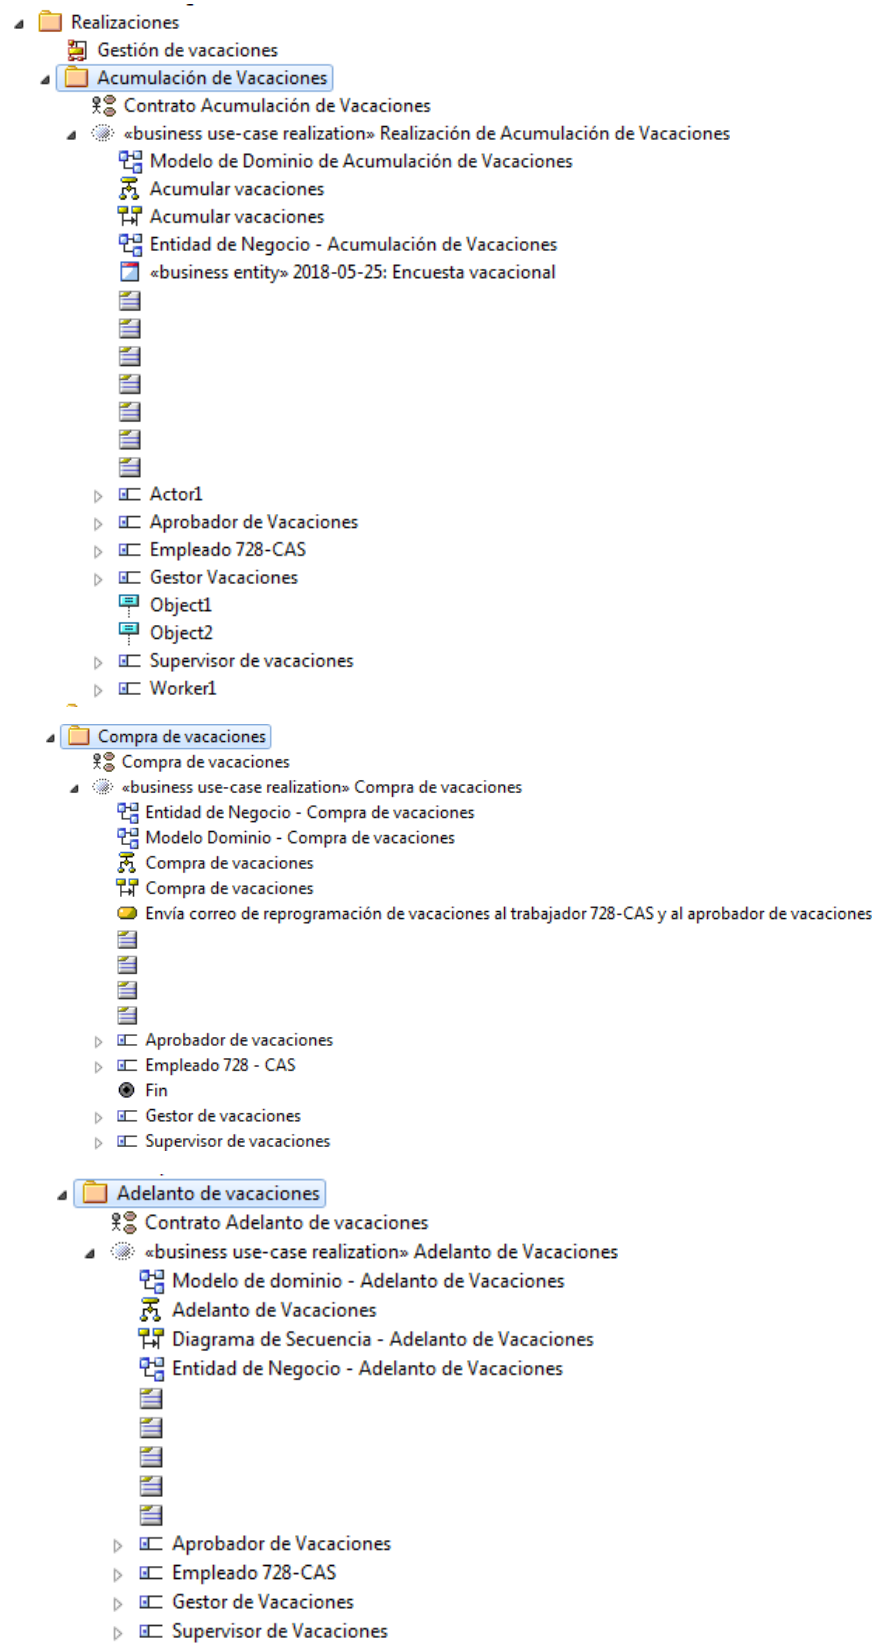 Realizaciones
Gestión de vacaciones
Acumulación de Vacaciones
Contrato Acumulación de Vacaciones
«business use-case realization» Realización de Acumulación de Vacaciones
Modelo de Dominio de Acumulación de Vacaciones
Acumular vacaciones
Acumular vacaciones
Entidad de Negocio - Acumulación de Vacaciones
«business entity» 2018-05-25: Encuesta vacacional
Actor1
Aprobador de Vacaciones
Empleado 728-CAS
Gestor Vacaciones
Object1
Object2
Supervisor de vacaciones
Worker1
Compra de vacaciones
Compra de vacaciones
«business use-case realization» Compra de vacaciones
Entidad de Negocio - Compra de vacaciones
Modelo Dominio - Compra de vacaciones
Compra de vacaciones
Compra de vacaciones
Envía correo de reprogramación de vacaciones al trabajador 728-CAS y al aprobador de vacaciones
Aprobador de vacaciones
Empleado 728 - CAS
Fin
Gestor de vacaciones
Supervisor de vacaciones
Adelanto de vacaciones
Contrato Adelanto de vacaciones
«business use-case realization» Adelanto de Vacaciones
Modelo de dominio - Adelanto de Vacaciones
Adelanto de Vacaciones
Diagrama de Secuencia - Adelanto de Vacaciones
Entidad de Negocio - Adelanto de Vacaciones
Aprobador de Vacaciones
Empleado 728-CAS
Gestor de Vacaciones
Supervisor de Vacaciones